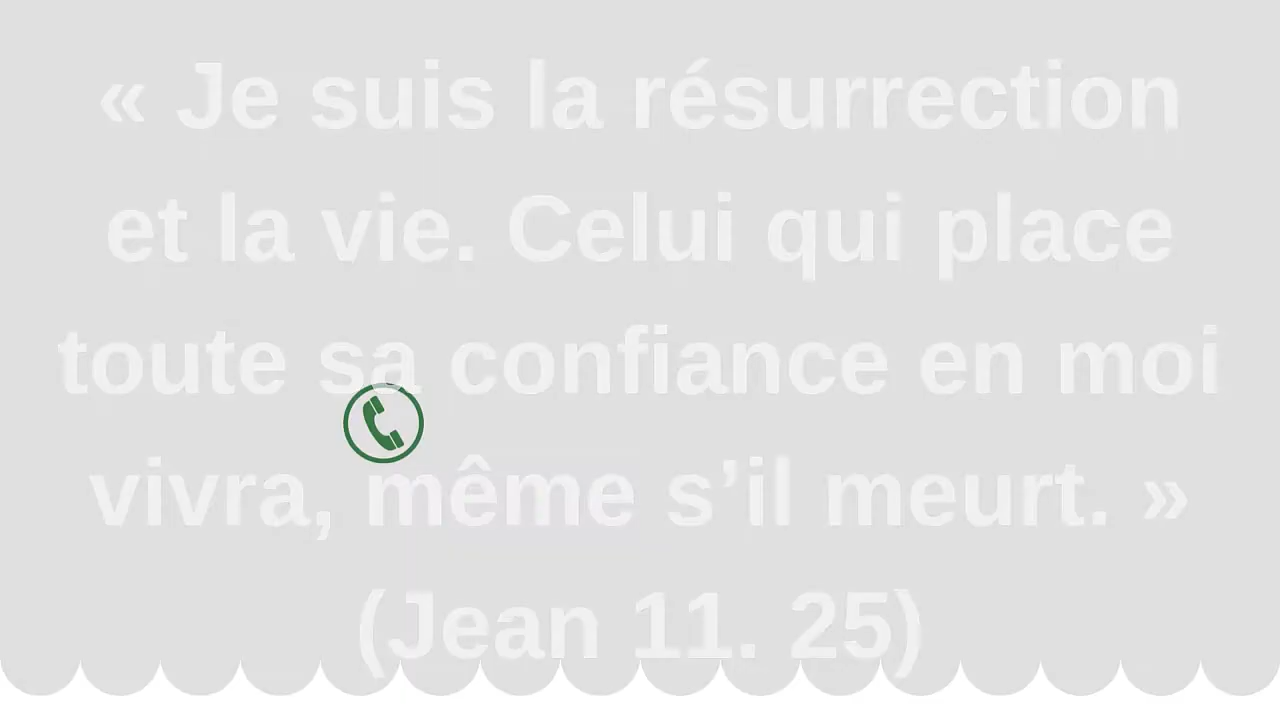 « Je suis la résurrection
et la vie. Celui qui place
toute sa confiance en moi
vivra, même s’il meurt. »
(Jean 11. 25)